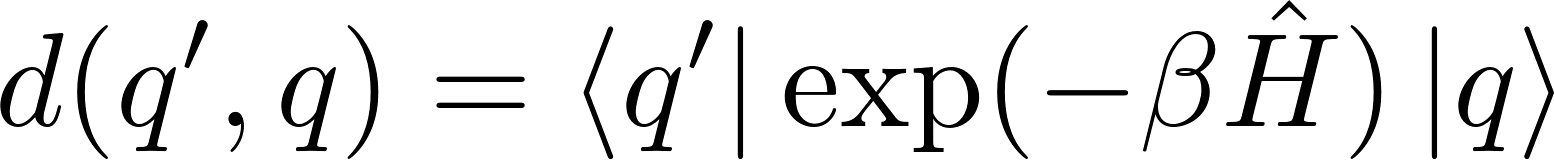 d(q′, q) = ⟨q′| exp( −βĤ) |q⟩